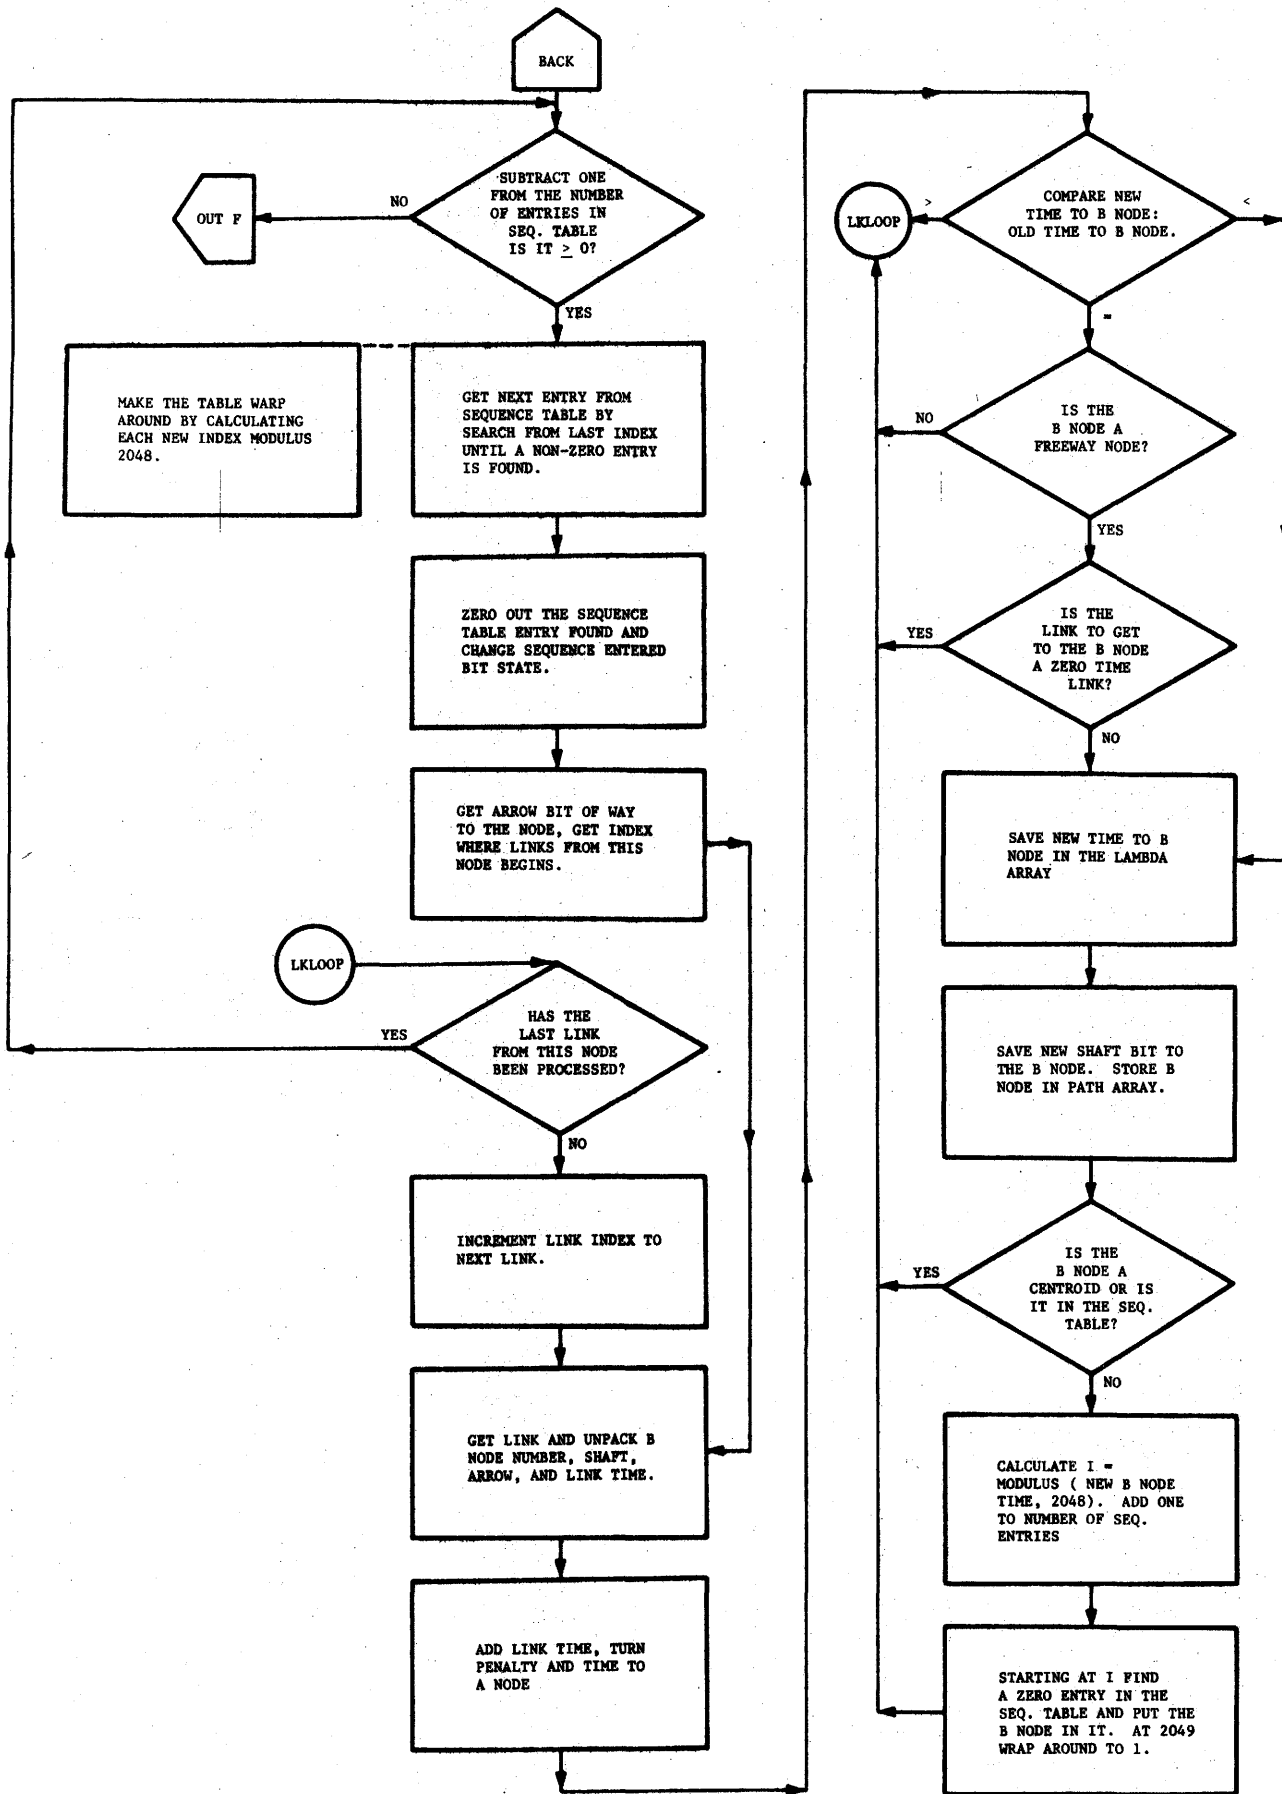 BACK
SUBTRACT ONE
FROM THE NUMBER
OF ENTRIES IN
SEQ. TABLE
IS IT ≥ 0?
NO
OUT F
YES
MAKE THE TABLE WARP
AROUND BY CALCULATING
EACH NEW INDEX MODULUS
2048.
GET NEXT ENTRY FROM
SEQUENCE TABLE BY
SEARCH FROM LAST INDEX
UNTIL A NON-ZERO ENTRY
IS FOUND.
ZERO OUT THE SEQUENCE
TABLE ENTRY FOUND AND
CHANGE SEQUENCE ENTERED
BIT STATE.
GET ARROW BIT OF WAY
TO THE NODE, GET INDEX
WHERE LINKS FROM THIS
NODE BEGINS.
LKLOOP
HAS THE
LAST LINK
FROM THIS NODE
BEEN PROCESSED?
YES
NO
INCREMENT LINK INDEX TO
NEXT LINK.
GET LINK AND UNPACK B
NODE NUMBER, SHAFT,
ARROW, AND LINK TIME.
ADD LINK TIME, TURN
PENALTY AND TIME TO
A NODE
COMPARE NEW
TIME TO B NODE:
OLD TIME TO B NODE.
>
<
LKLOOP
=
IS THE
B NODE A
FREEWAY NODE?
NO
YES
IS THE
LINK TO GET
TO THE B NODE
A ZERO TIME
LINK?
YES
NO
SAVE NEW TIME TO B
NODE IN THE LAMBDA
ARRAY
SAVE NEW SHAFT BIT TO
THE B NODE. STORE B
NODE IN PATH ARRAY.
IS THE
B NODE A
CENTROID OR IS
IT IN THE SEQ.
TABLE?
YES
NO
CALCULATE I =
MODULUS ( NEW B NODE
TIME, 2048). ADD ONE
TO NUMBER OF SEQ.
ENTRIES
STARTING AT I FIND
A ZERO ENTRY IN THE
SEQ. TABLE AND PUT THE
B NODE IN IT. AT 2049
WRAP AROUND TO 1.